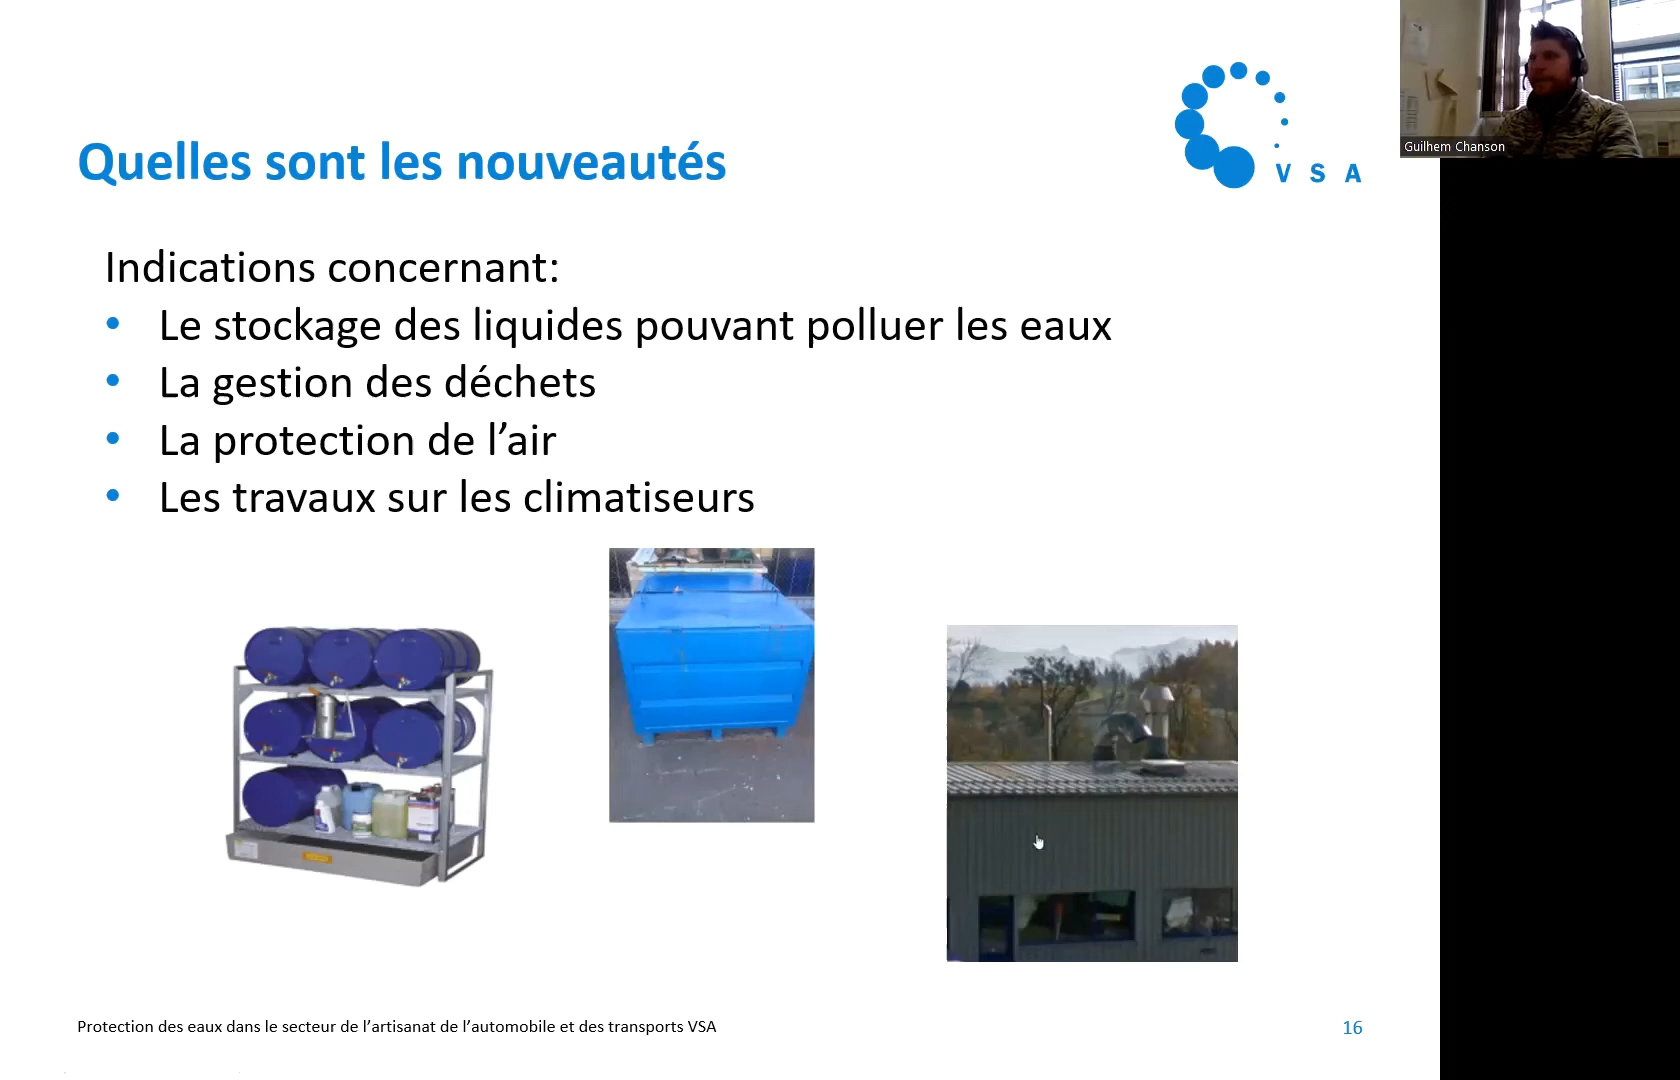 Guilhem Chanson
V S A
Quelles sont les nouveautés
Indications concernant:
• Le stockage des liquides pouvant polluer les eaux
• La gestion des déchets
• La protection de l’air
• Les travaux sur les climatiseurs
Protection des eaux dans le secteur de l’artisanat de l’automobile et des transports VSA
16